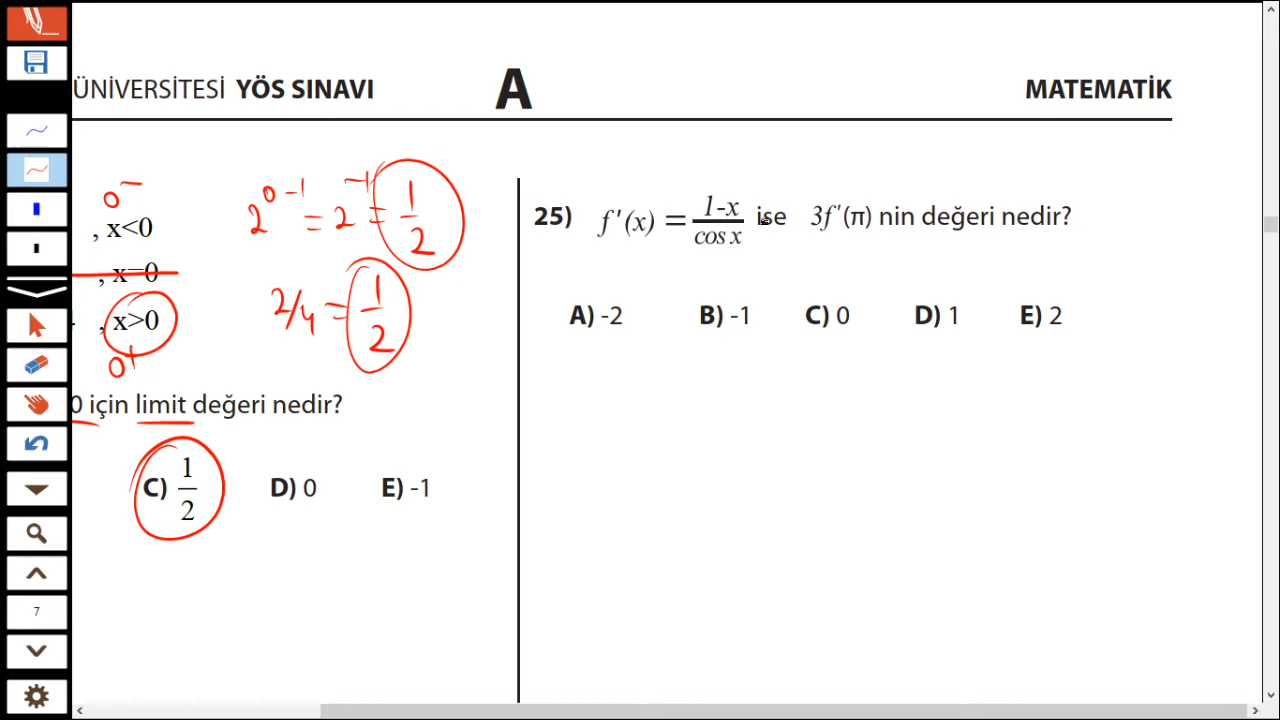 ÜNİVERSİTESİ YÖS SINAVI
A
MATEMATİK
0⁻
, x<0
, x=0
, x>0
0⁺
2⁰⁻¹ = 2⁻¹ = 1/2
2/4 = 1/2
0 için limit değeri nedir?
C) 1/2 D) 0 E) -1
25) f'(x) = 1-x/cos x ise 3f'(π) nin değeri nedir?
A) -2 B) -1 C) 0 D) 1 E) 2
7